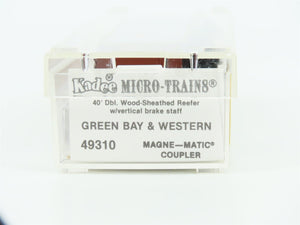 Kadee MICRO-TRAINS®
40' Dbl. Wood-Sheathed Reefer
w/vertical brake staff
GREEN BAY & WESTERN
49310 MAGNE—MATIC®
COUPLER